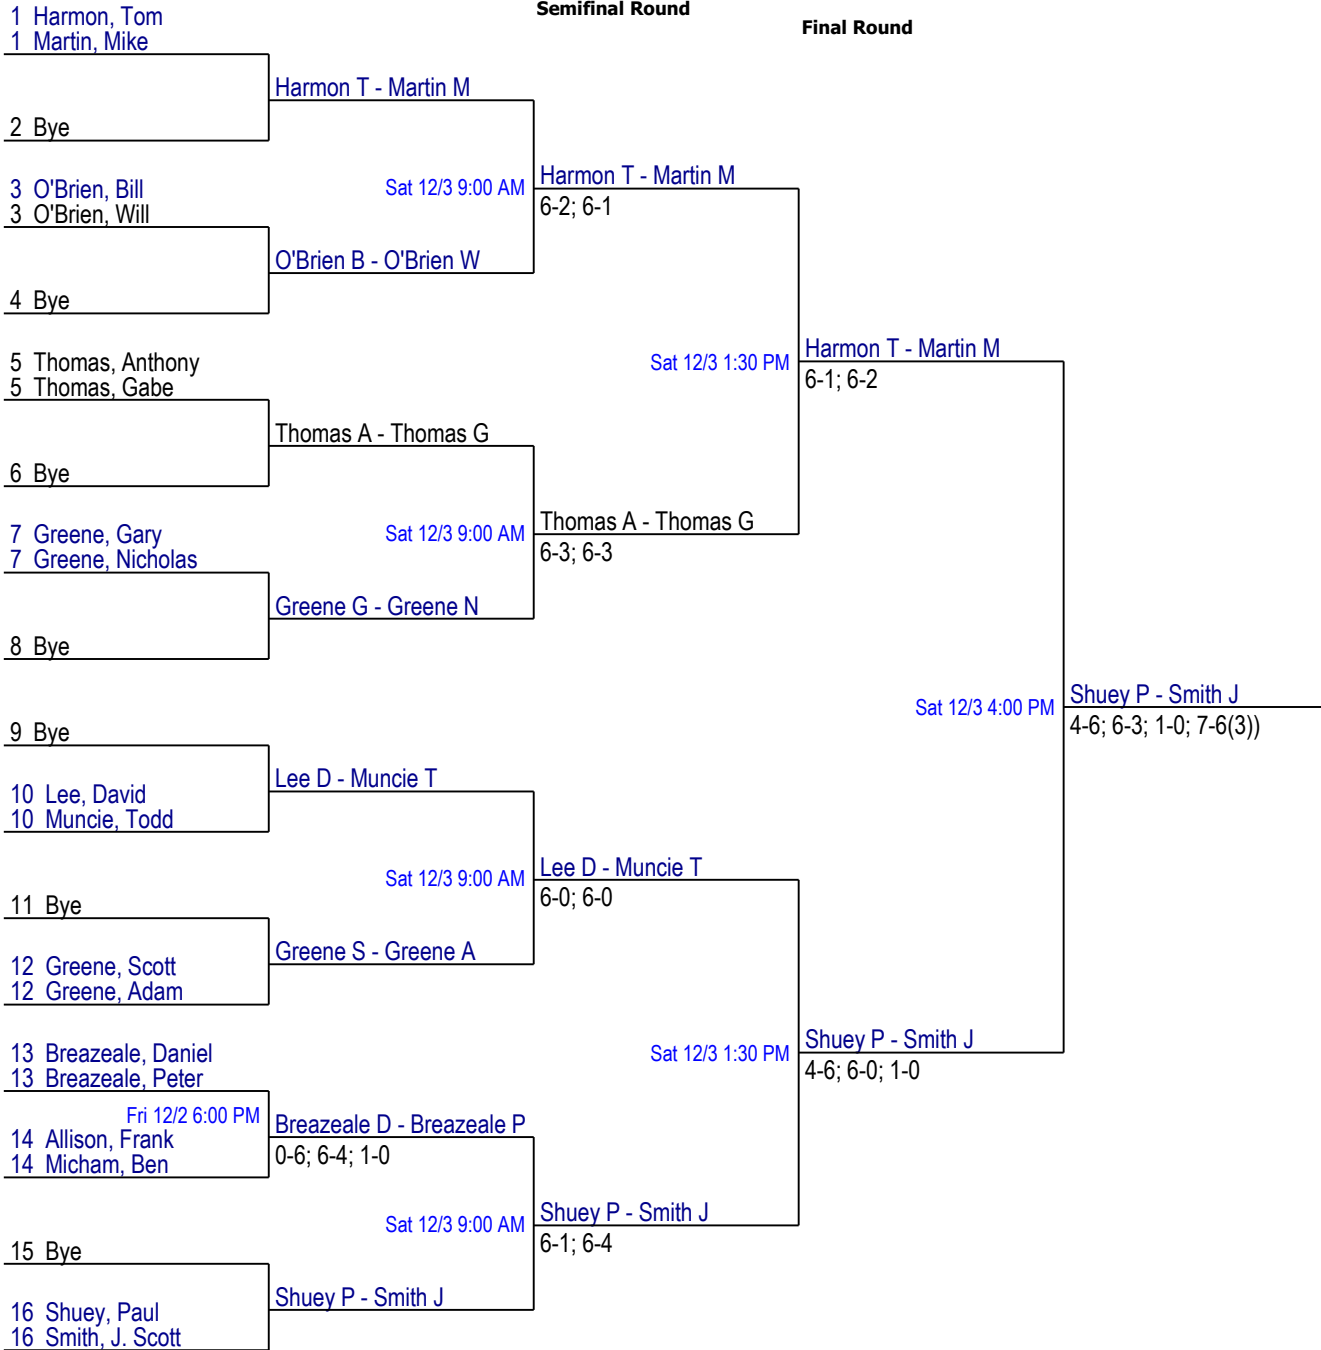 Semifinal Round
Final Round
1 Harmon, Tom
1 Martin, Mike
Harmon T - Martin M
2 Bye
Sat 12/3 9:00 AM
Harmon T - Martin M
6-2; 6-1
3 O'Brien, Bill
3 O'Brien, Will
O'Brien B - O'Brien W
4 Bye
Sat 12/3 1:30 PM
Harmon T - Martin M
6-1; 6-2
5 Thomas, Anthony
5 Thomas, Gabe
Thomas A - Thomas G
6 Bye
Sat 12/3 9:00 AM
Thomas A - Thomas G
6-3; 6-3
7 Greene, Gary
7 Greene, Nicholas
Greene G - Greene N
8 Bye
Sat 12/3 4:00 PM
Shuey P - Smith J
4-6; 6-3; 1-0; 7-6(3))
9 Bye
Lee D - Muncie T
10 Lee, David
10 Muncie, Todd
Sat 12/3 9:00 AM
Lee D - Muncie T
6-0; 6-0
11 Bye
Greene S - Greene A
12 Greene, Scott
12 Greene, Adam
Sat 12/3 1:30 PM
Shuey P - Smith J
4-6; 6-0; 1-0
13 Breazeale, Daniel
13 Breazeale, Peter
Fri 12/2 6:00 PM
Breazeale D - Breazeale P
0-6; 6-4; 1-0
14 Allison, Frank
14 Micham, Ben
Sat 12/3 9:00 AM
Shuey P - Smith J
6-1; 6-4
15 Bye
Shuey P - Smith J
16 Shuey, Paul
16 Smith, J. Scott